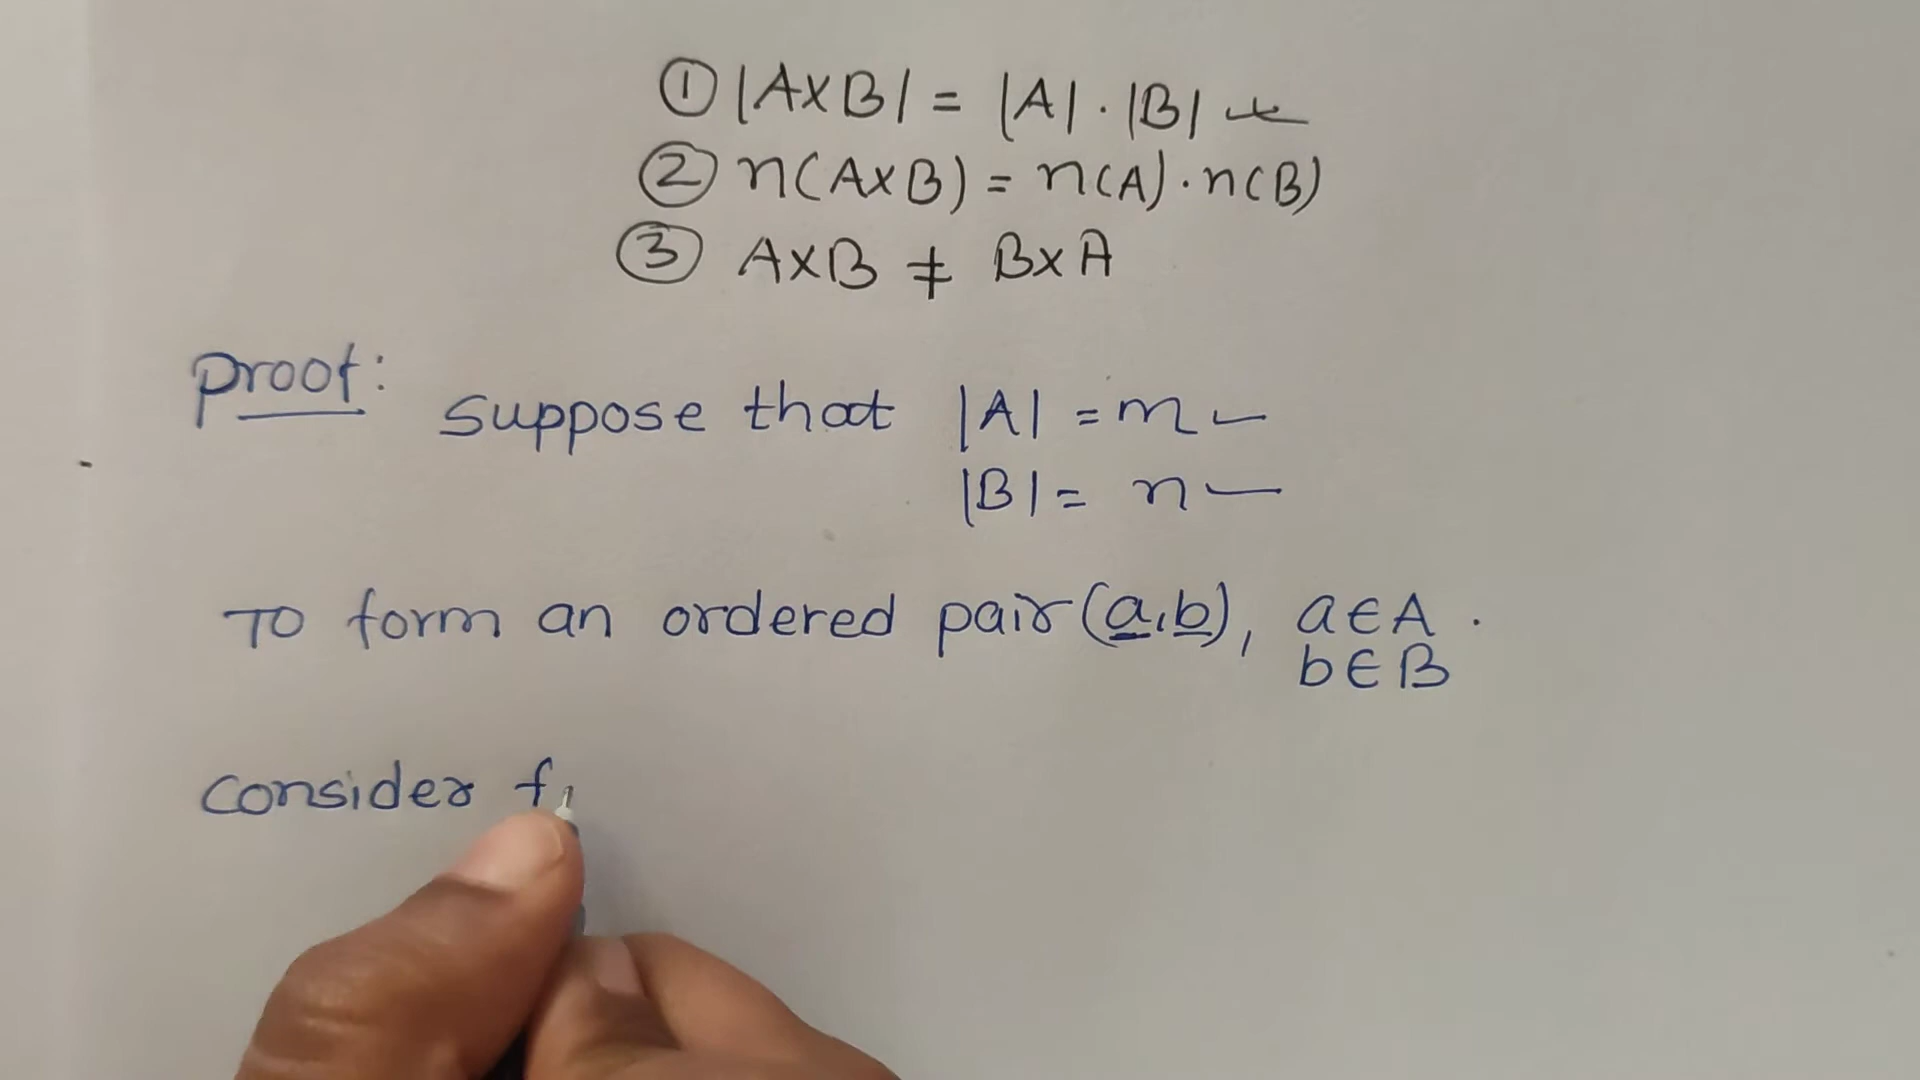 ① |A×B| = |A| · |B|
② n(A×B) = n(A) · n(B)
③ A×B ≠ B×A
Proof:
Suppose that |A| = m
|B| = n
To form an ordered pair (a,b), a∈A .
b∈B
Consider f